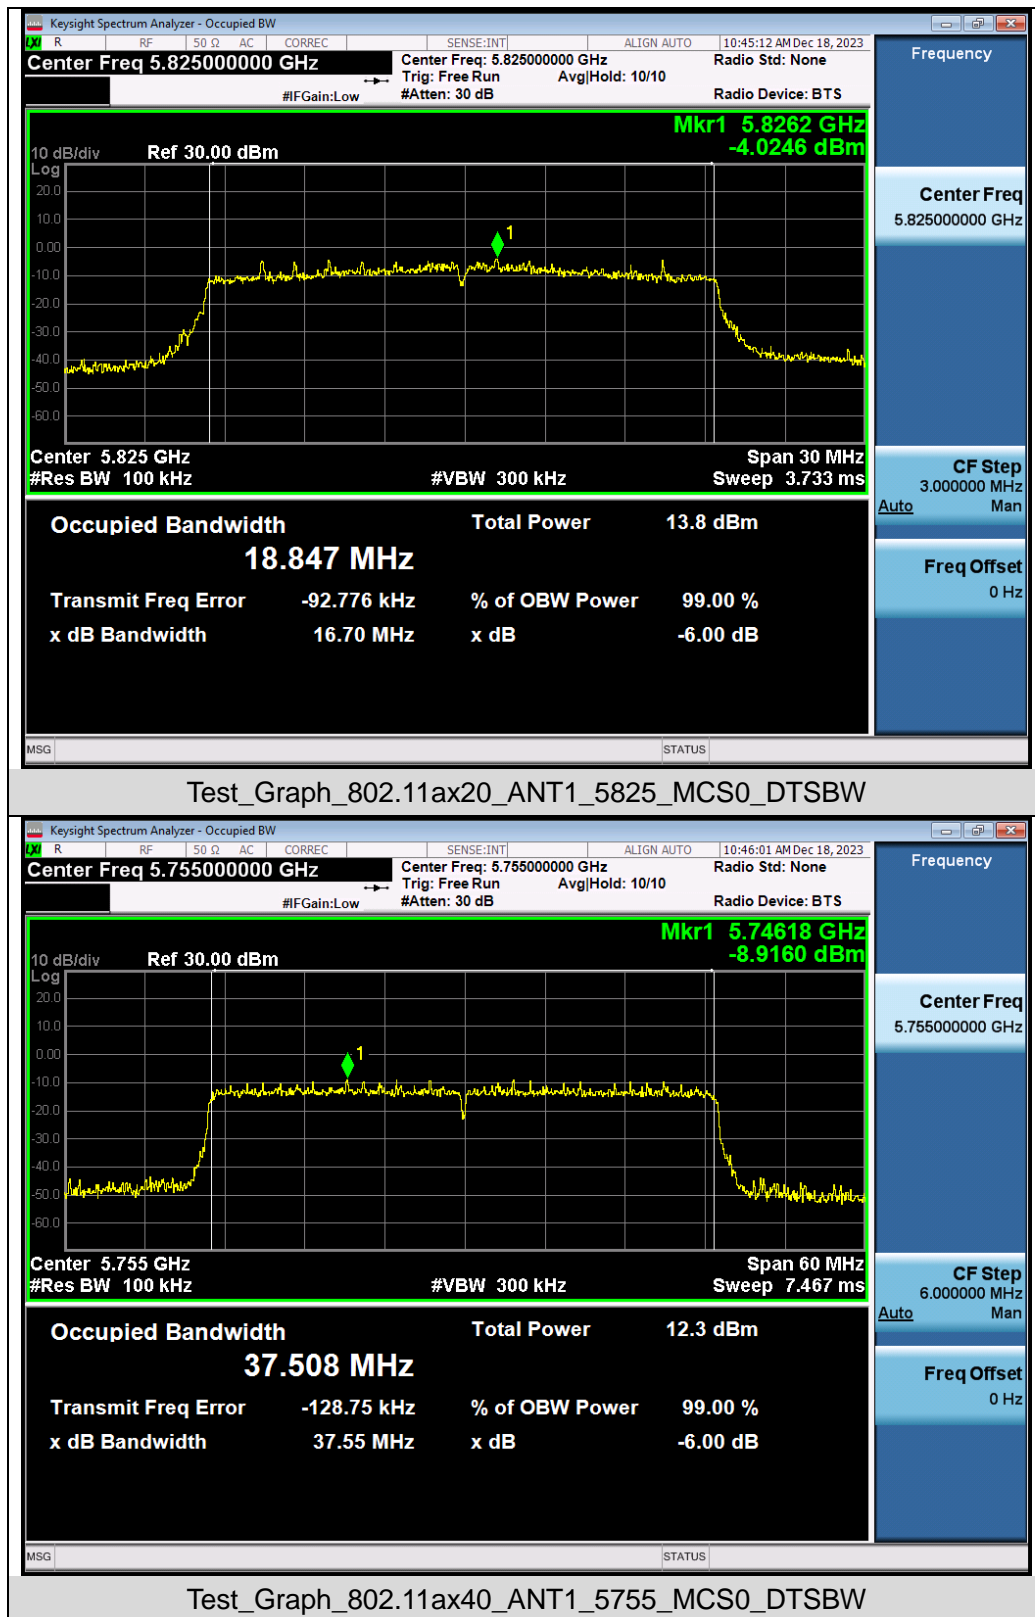 Keysight Spectrum Analyzer - Occupied BW
LXI R RF 50 Ω AC CORREC SENSE:INT ALIGN AUTO 10:45:12 AM Dec 18, 2023
Center Freq 5.825000000 GHz
Center Freq: 5.825000000 GHz Radio Std: None
Trig: Free Run Avg|Hold: 10/10
#IFGain:Low #Atten: 30 dB Radio Device: BTS
Frequency
Mkr1 5.8262 GHz
-4.0246 dBm
10 dB/div Ref 30.00 dBm
Log
20.0
10.0
0.00
-10.0
-20.0
-30.0
-40.0
-50.0
-60.0
1
Center 5.825 GHz Span 30 MHz
#Res BW 100 kHz #VBW 300 kHz Sweep 3.733 ms
Center Freq
5.825000000 GHz
CF Step
3.000000 MHz
Auto Man
Freq Offset
0 Hz
Occupied Bandwidth Total Power 13.8 dBm
18.847 MHz
Transmit Freq Error -92.776 kHz % of OBW Power 99.00 %
x dB Bandwidth 16.70 MHz x dB -6.00 dB
MSG STATUS
Test_Graph_802.11ax20_ANT1_5825_MCS0_DTSBW
Keysight Spectrum Analyzer - Occupied BW
LXI R RF 50 Ω AC CORREC SENSE:INT ALIGN AUTO 10:46:01 AM Dec 18, 2023
Center Freq 5.755000000 GHz
Center Freq: 5.755000000 GHz Radio Std: None
Trig: Free Run Avg|Hold: 10/10
#IFGain:Low #Atten: 30 dB Radio Device: BTS
Frequency
Mkr1 5.74618 GHz
-8.9160 dBm
10 dB/div Ref 30.00 dBm
Log
20.0
10.0
0.00
-10.0
-20.0
-30.0
-40.0
-50.0
-60.0
1
Center 5.755 GHz Span 60 MHz
#Res BW 100 kHz #VBW 300 kHz Sweep 7.467 ms
Center Freq
5.755000000 GHz
CF Step
6.000000 MHz
Auto Man
Freq Offset
0 Hz
Occupied Bandwidth Total Power 12.3 dBm
37.508 MHz
Transmit Freq Error -128.75 kHz % of OBW Power 99.00 %
x dB Bandwidth 37.55 MHz x dB -6.00 dB
MSG STATUS
Test_Graph_802.11ax40_ANT1_5755_MCS0_DTSBW